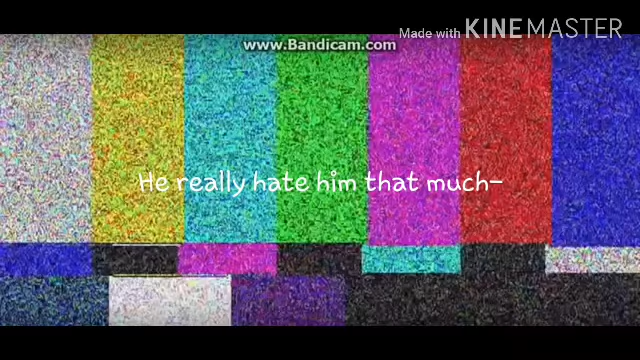 Made with KINEMASTER
www.Bandicam.com
He really hate him that much-